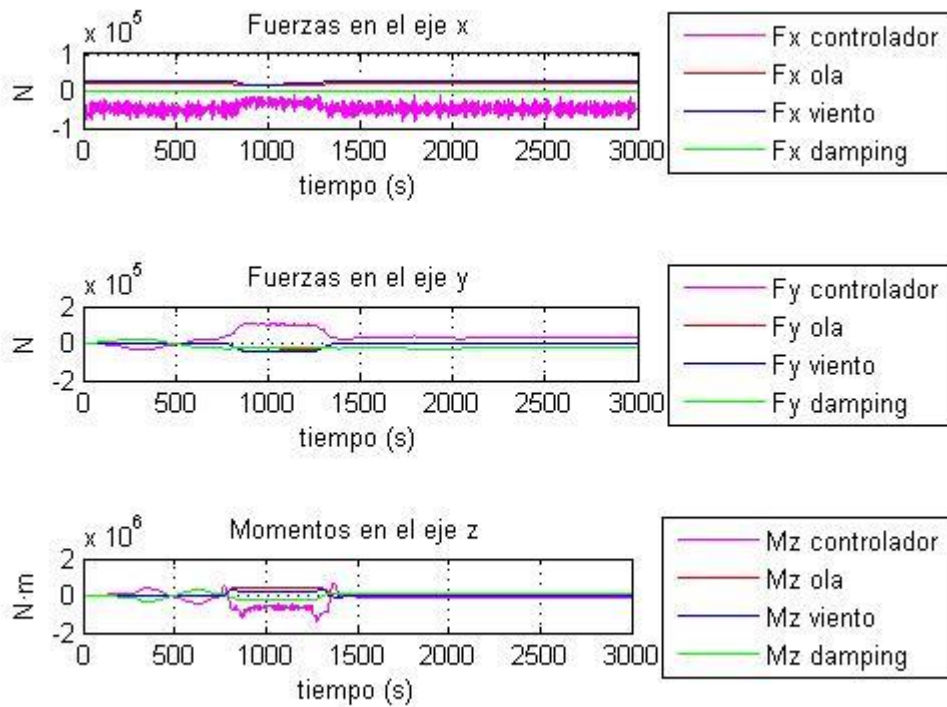 Fuerzas en el eje x
x 10^5
1
0
-1
N
0 500 1000 1500 2000 2500 3000
tiempo (s)
Fx controlador
Fx ola
Fx viento
Fx damping
Fuerzas en el eje y
x 10^5
2
0
-2
N
0 500 1000 1500 2000 2500 3000
tiempo (s)
Fy controlador
Fy ola
Fy viento
Fy damping
Momentos en el eje z
x 10^6
2
0
-2
N·m
0 500 1000 1500 2000 2500 3000
tiempo (s)
Mz controlador
Mz ola
Mz viento
Mz damping